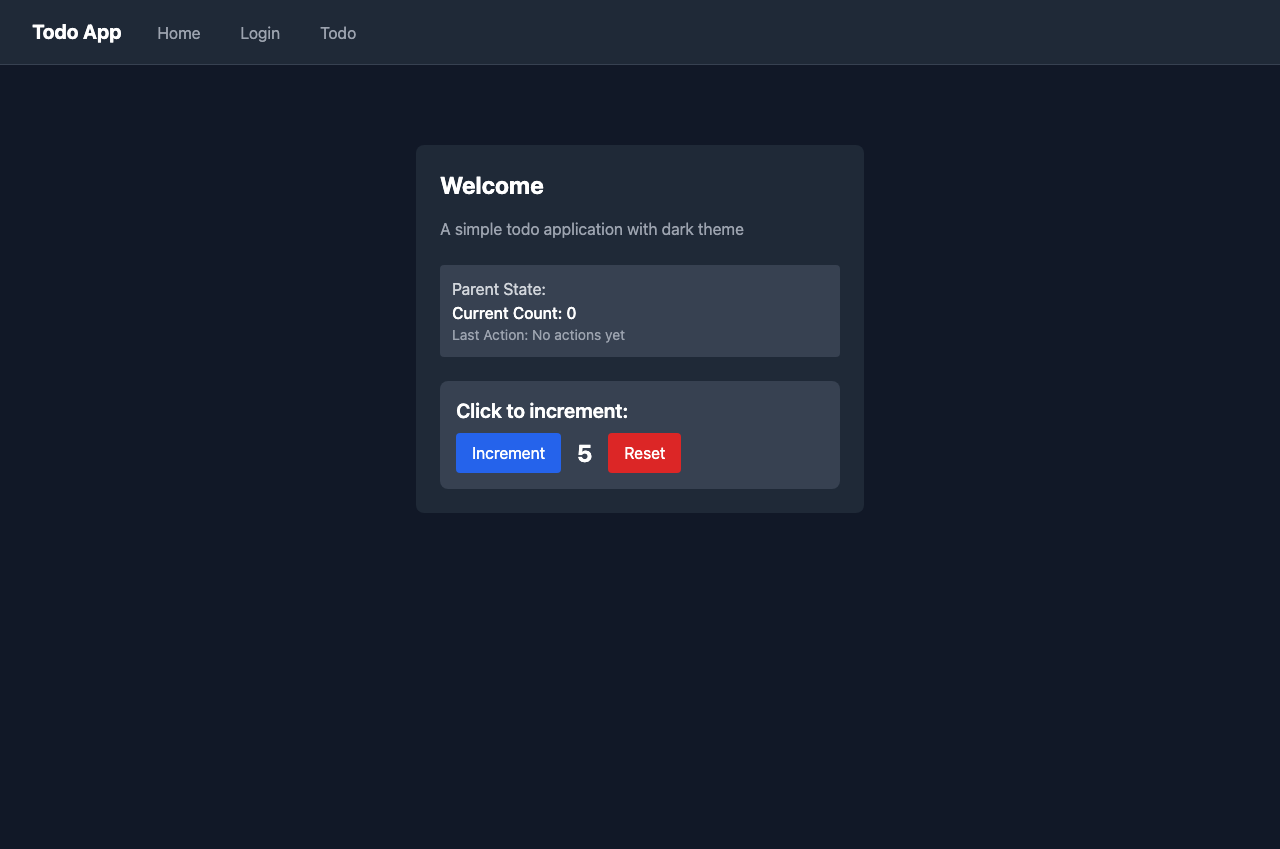 Todo App Home Login Todo
Welcome
A simple todo application with dark theme
Parent State:
Current Count: 0
Last Action: No actions yet
Click to increment:
Increment 5 Reset